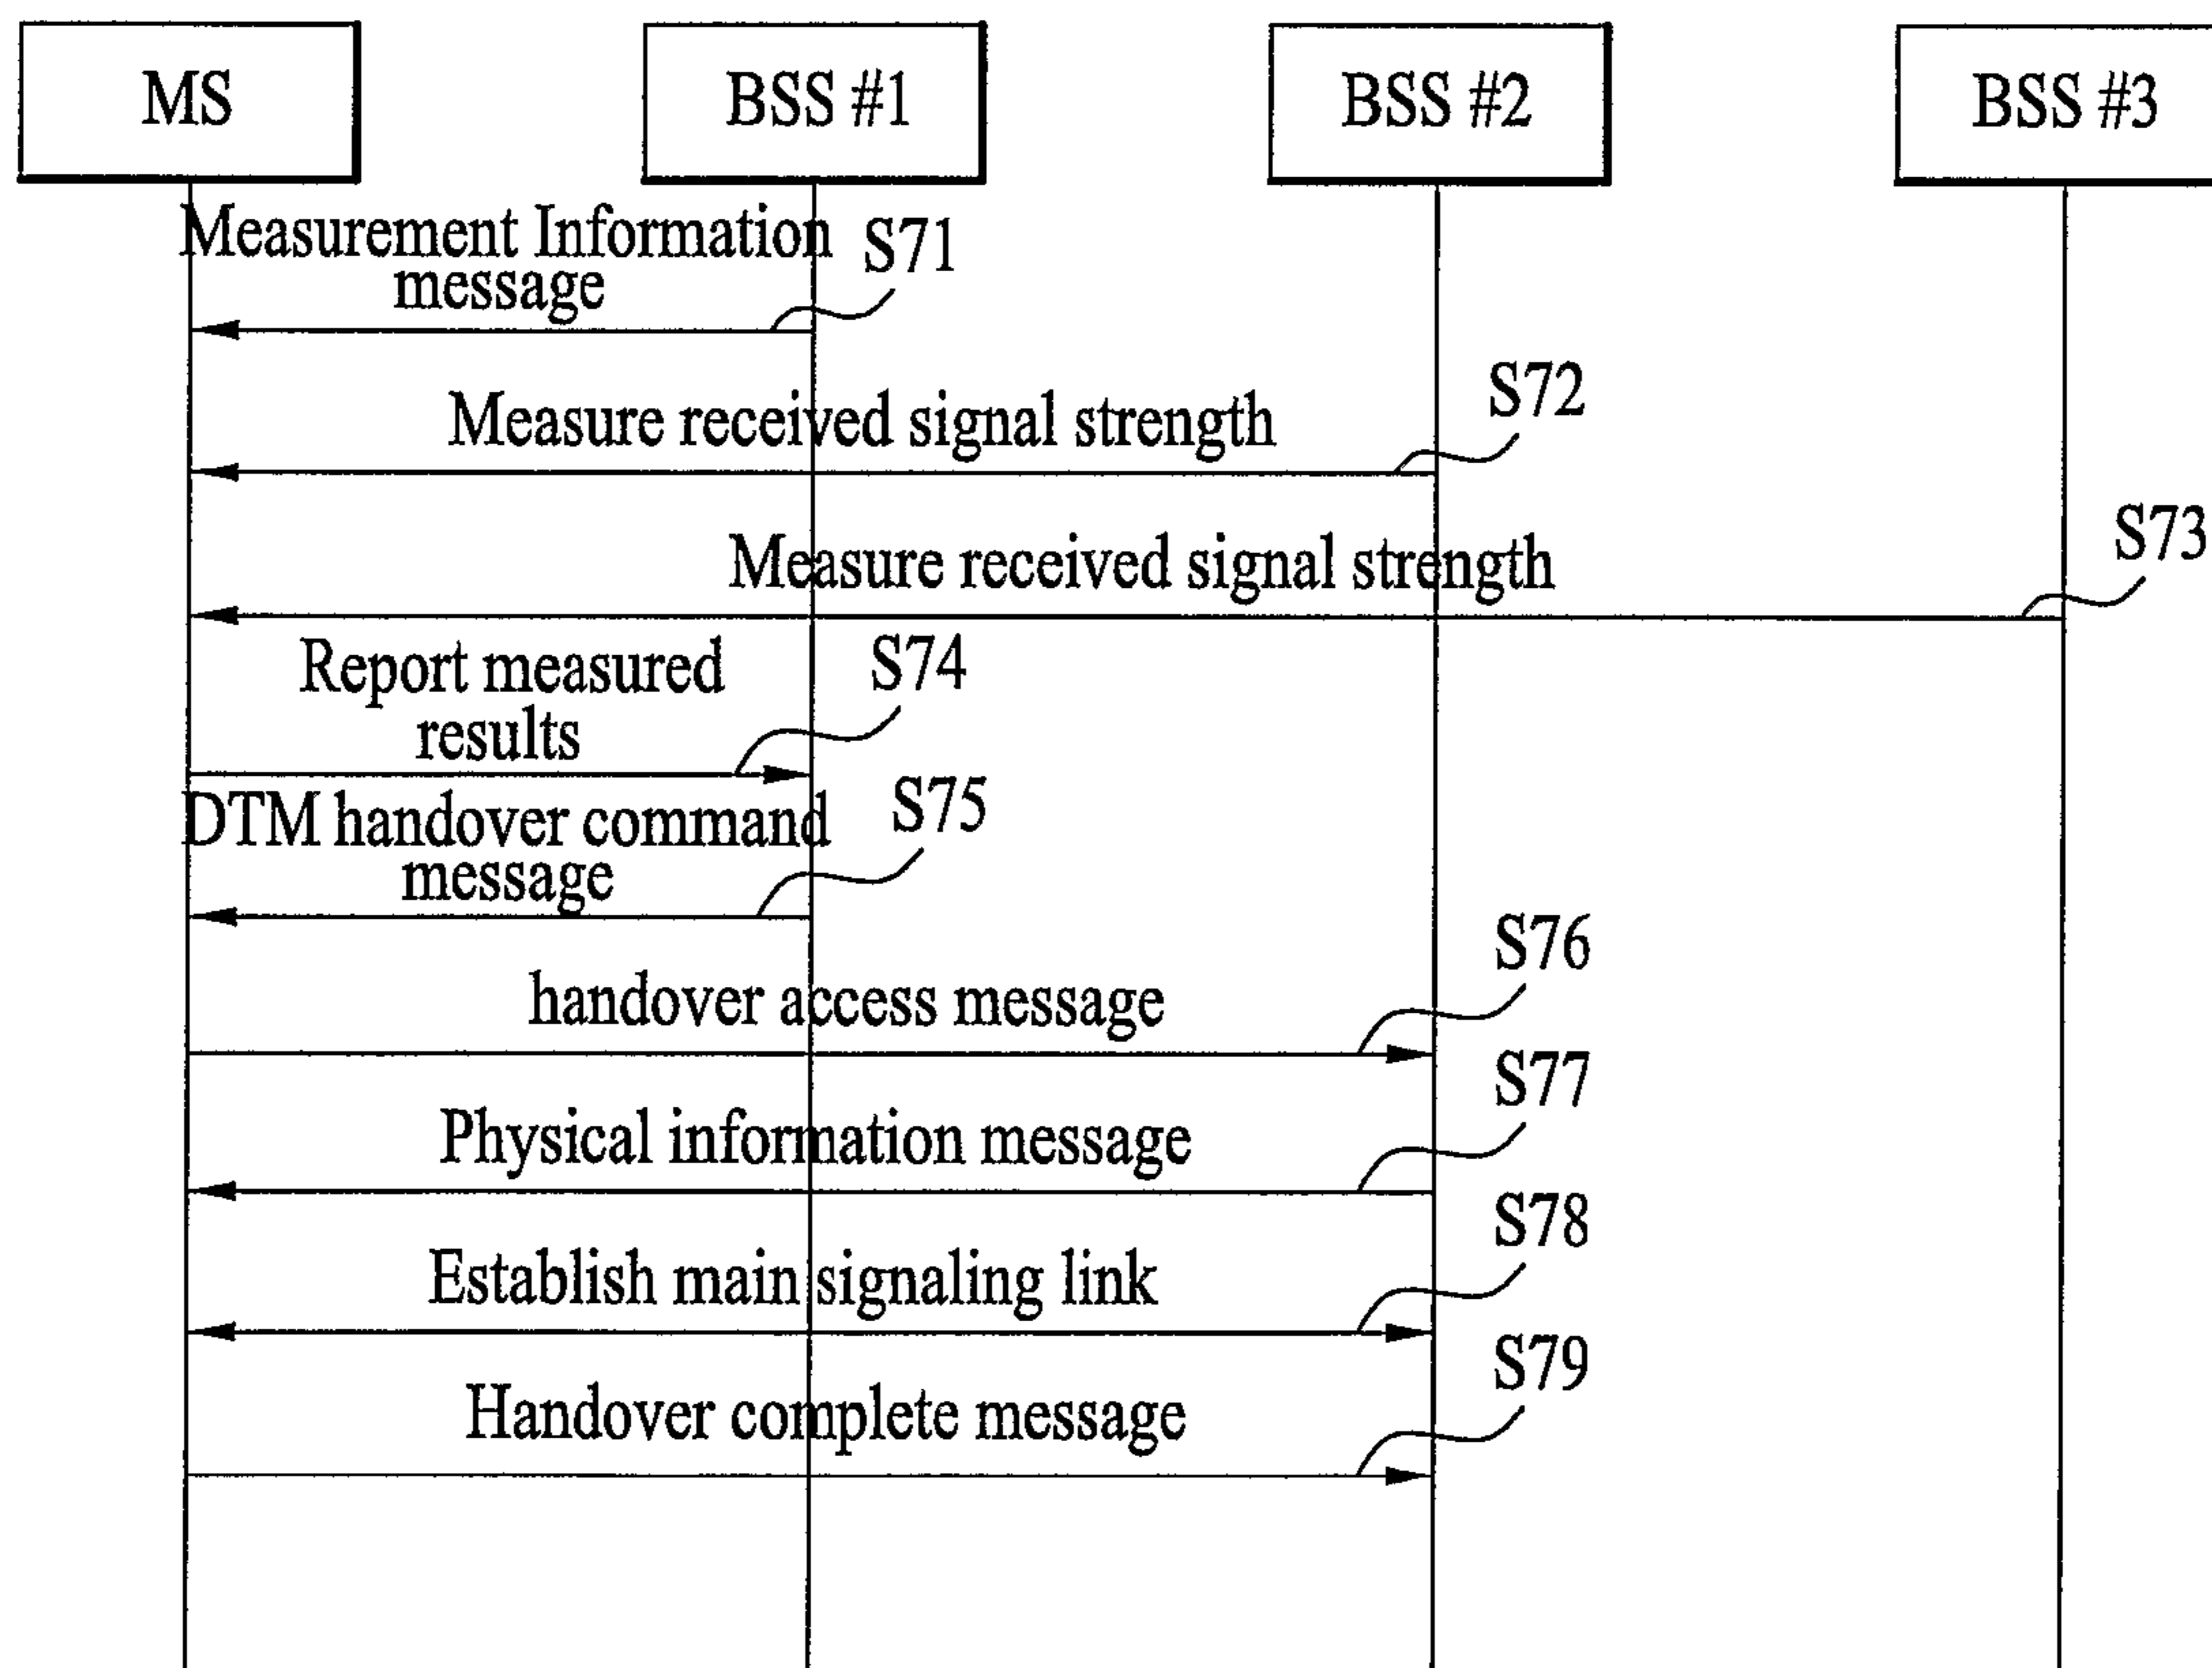 MS
BSS #1
BSS #2
BSS #3
Measurement Information
message
S71
Measure received signal strength
S72
Measure received signal strength
S73
Report measured
results
S74
DTM handover command
message
S75
handover access message
S76
Physical information message
S77
Establish main signaling link
S78
Handover complete message
S79